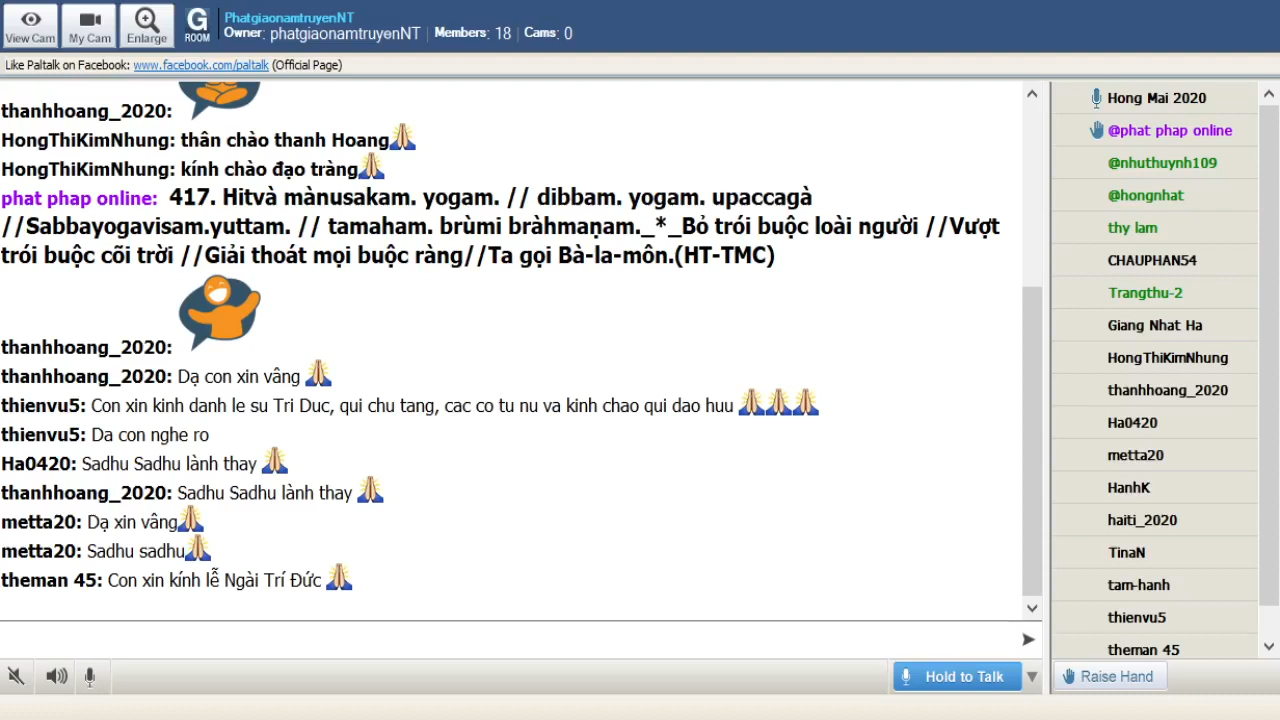 View Cam
My Cam
Enlarge
G
ROOM
PhatgiaonamtruyenNT
Owner: phatgiaonamtruyenNT | Members: 18 | Cams: 0
Like Paltalk on Facebook: www.facebook.com/paltalk (Official Page)
thanhhoang_2020:
HongThiKimNhung: thân chào thanh Hoang
HongThiKimNhung: kính chào đạo tràng
phat phap online: 417. Hitvà mànusakam. yogam. // dibbam. yogam. upaccagà
//Sabbayogavisam.yuttam. // tamaham. brùmi bràhmaṇam._*_Bỏ trói buộc loài người //Vượt
trói buộc cõi trời //Giải thoát mọi buộc ràng//Ta gọi Bà-la-môn.(HT-TMC)
thanhhoang_2020:
thanhhoang_2020: Dạ con xin vâng
thienvu5: Con xin kinh danh le su Tri Duc, qui chu tang, cac co tu nu va kinh chao qui dao huu
thienvu5: Da con nghe ro
Ha0420: Sadhu Sadhu lành thay
thanhhoang_2020: Sadhu Sadhu lành thay
metta20: Dạ xin vâng
metta20: Sadhu sadhu
theman 45: Con xin kính lễ Ngài Trí Đức
Hold to Talk
Hong Mai 2020
@phat phap online
@nhuthuynh109
@hongnhat
thy lam
CHAUPHAN54
Trangthu-2
Giang Nhat Ha
HongThiKimNhung
thanhhoang_2020
Ha0420
metta20
HanhK
haiti_2020
TinaN
tam-hanh
thienvu5
theman 45
Raise Hand